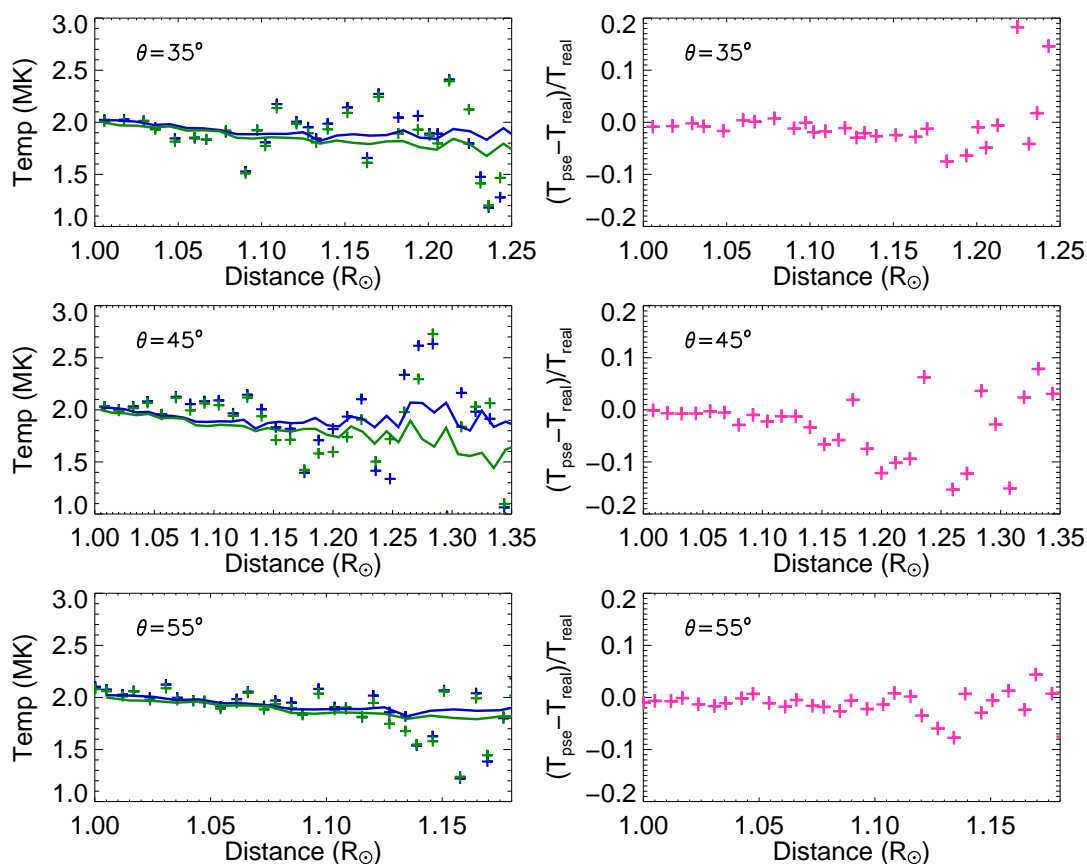 3.0
2.5
2.0
1.5
1.0
Temp (MK)
θ=35°
1.00 1.05 1.10 1.15 1.20 1.25
Distance (R☉)
0.2
0.1
0.0
−0.1
−0.2
(Tpse−Treal)/Treal
θ=35°
1.00 1.05 1.10 1.15 1.20 1.25
Distance (R☉)
3.0
2.5
2.0
1.5
1.0
Temp (MK)
θ=45°
1.00 1.05 1.10 1.15 1.20 1.25 1.30 1.35
Distance (R☉)
0.2
0.1
0.0
−0.1
−0.2
(Tpse−Treal)/Treal
θ=45°
1.00 1.05 1.10 1.15 1.20 1.25 1.30 1.35
Distance (R☉)
3.0
2.5
2.0
1.5
1.0
Temp (MK)
θ=55°
1.00 1.05 1.10 1.15
Distance (R☉)
0.2
0.1
0.0
−0.1
−0.2
(Tpse−Treal)/Treal
θ=55°
1.00 1.05 1.10 1.15
Distance (R☉)